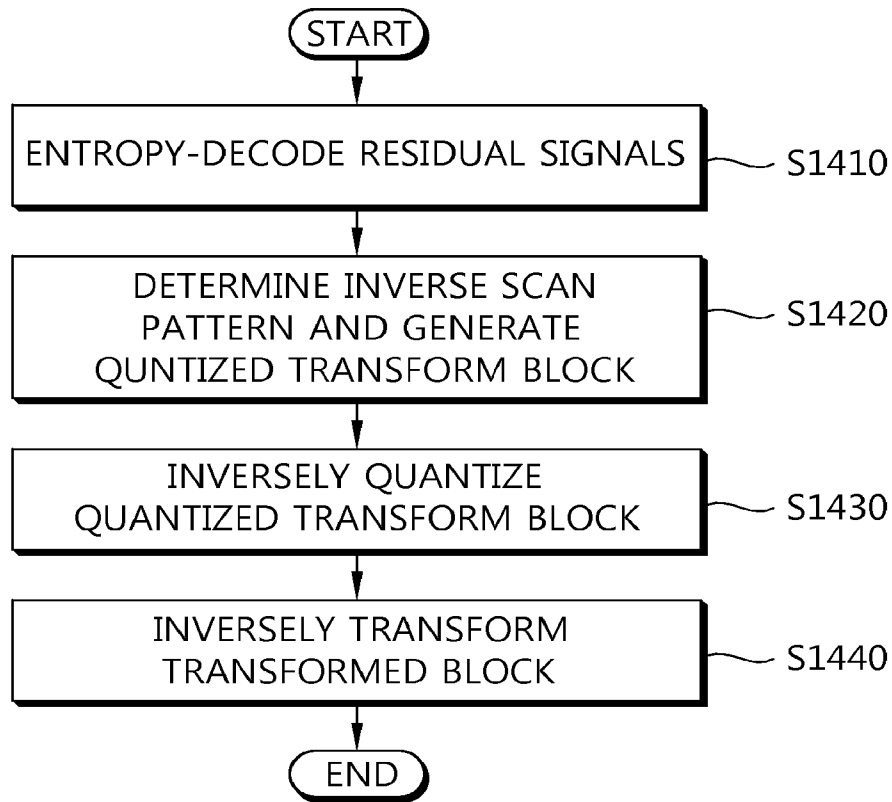 START
ENTROPY-DECODE RESIDUAL SIGNALS
S1410
DETERMINE INVERSE SCAN
PATTERN AND GENERATE
QUNTIZED TRANSFORM BLOCK
S1420
INVERSELY QUANTIZE
QUANTIZED TRANSFORM BLOCK
S1430
INVERSELY TRANSFORM
TRANSFORMED BLOCK
S1440
END